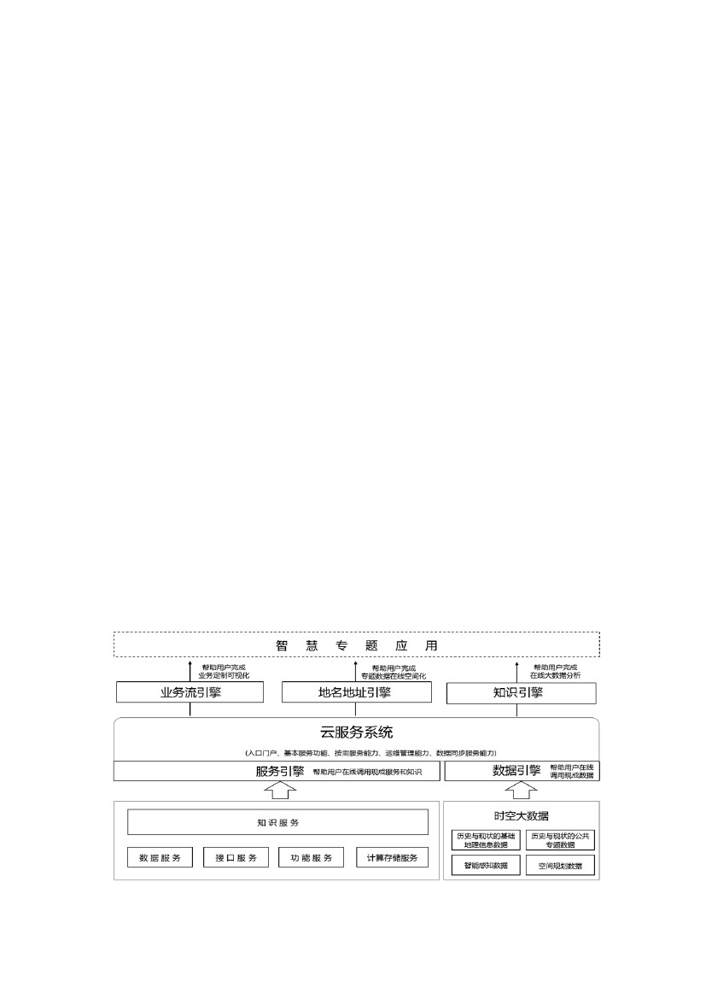 智慧专题应用
帮助用户完成
业务定制可视化
帮助用户完成
专题数据在线空间化
帮助用户完成
在线大数据分析
业务流引擎
地名地址引擎
知识引擎
云服务系统
(入口门户、基本服务功能、按需服务能力、运维管理能力、数据同步服务能力)
服务引擎 帮助用户在线调用现成服务和知识
数据引擎
帮助用户在线
调用现成数据
知识服务
数据服务
接口服务
功能服务
计算存储服务
时空大数据
历史与现状的基础
地理信息数据
历史与现状的公共
专题数据
智能感知数据
空间规划数据